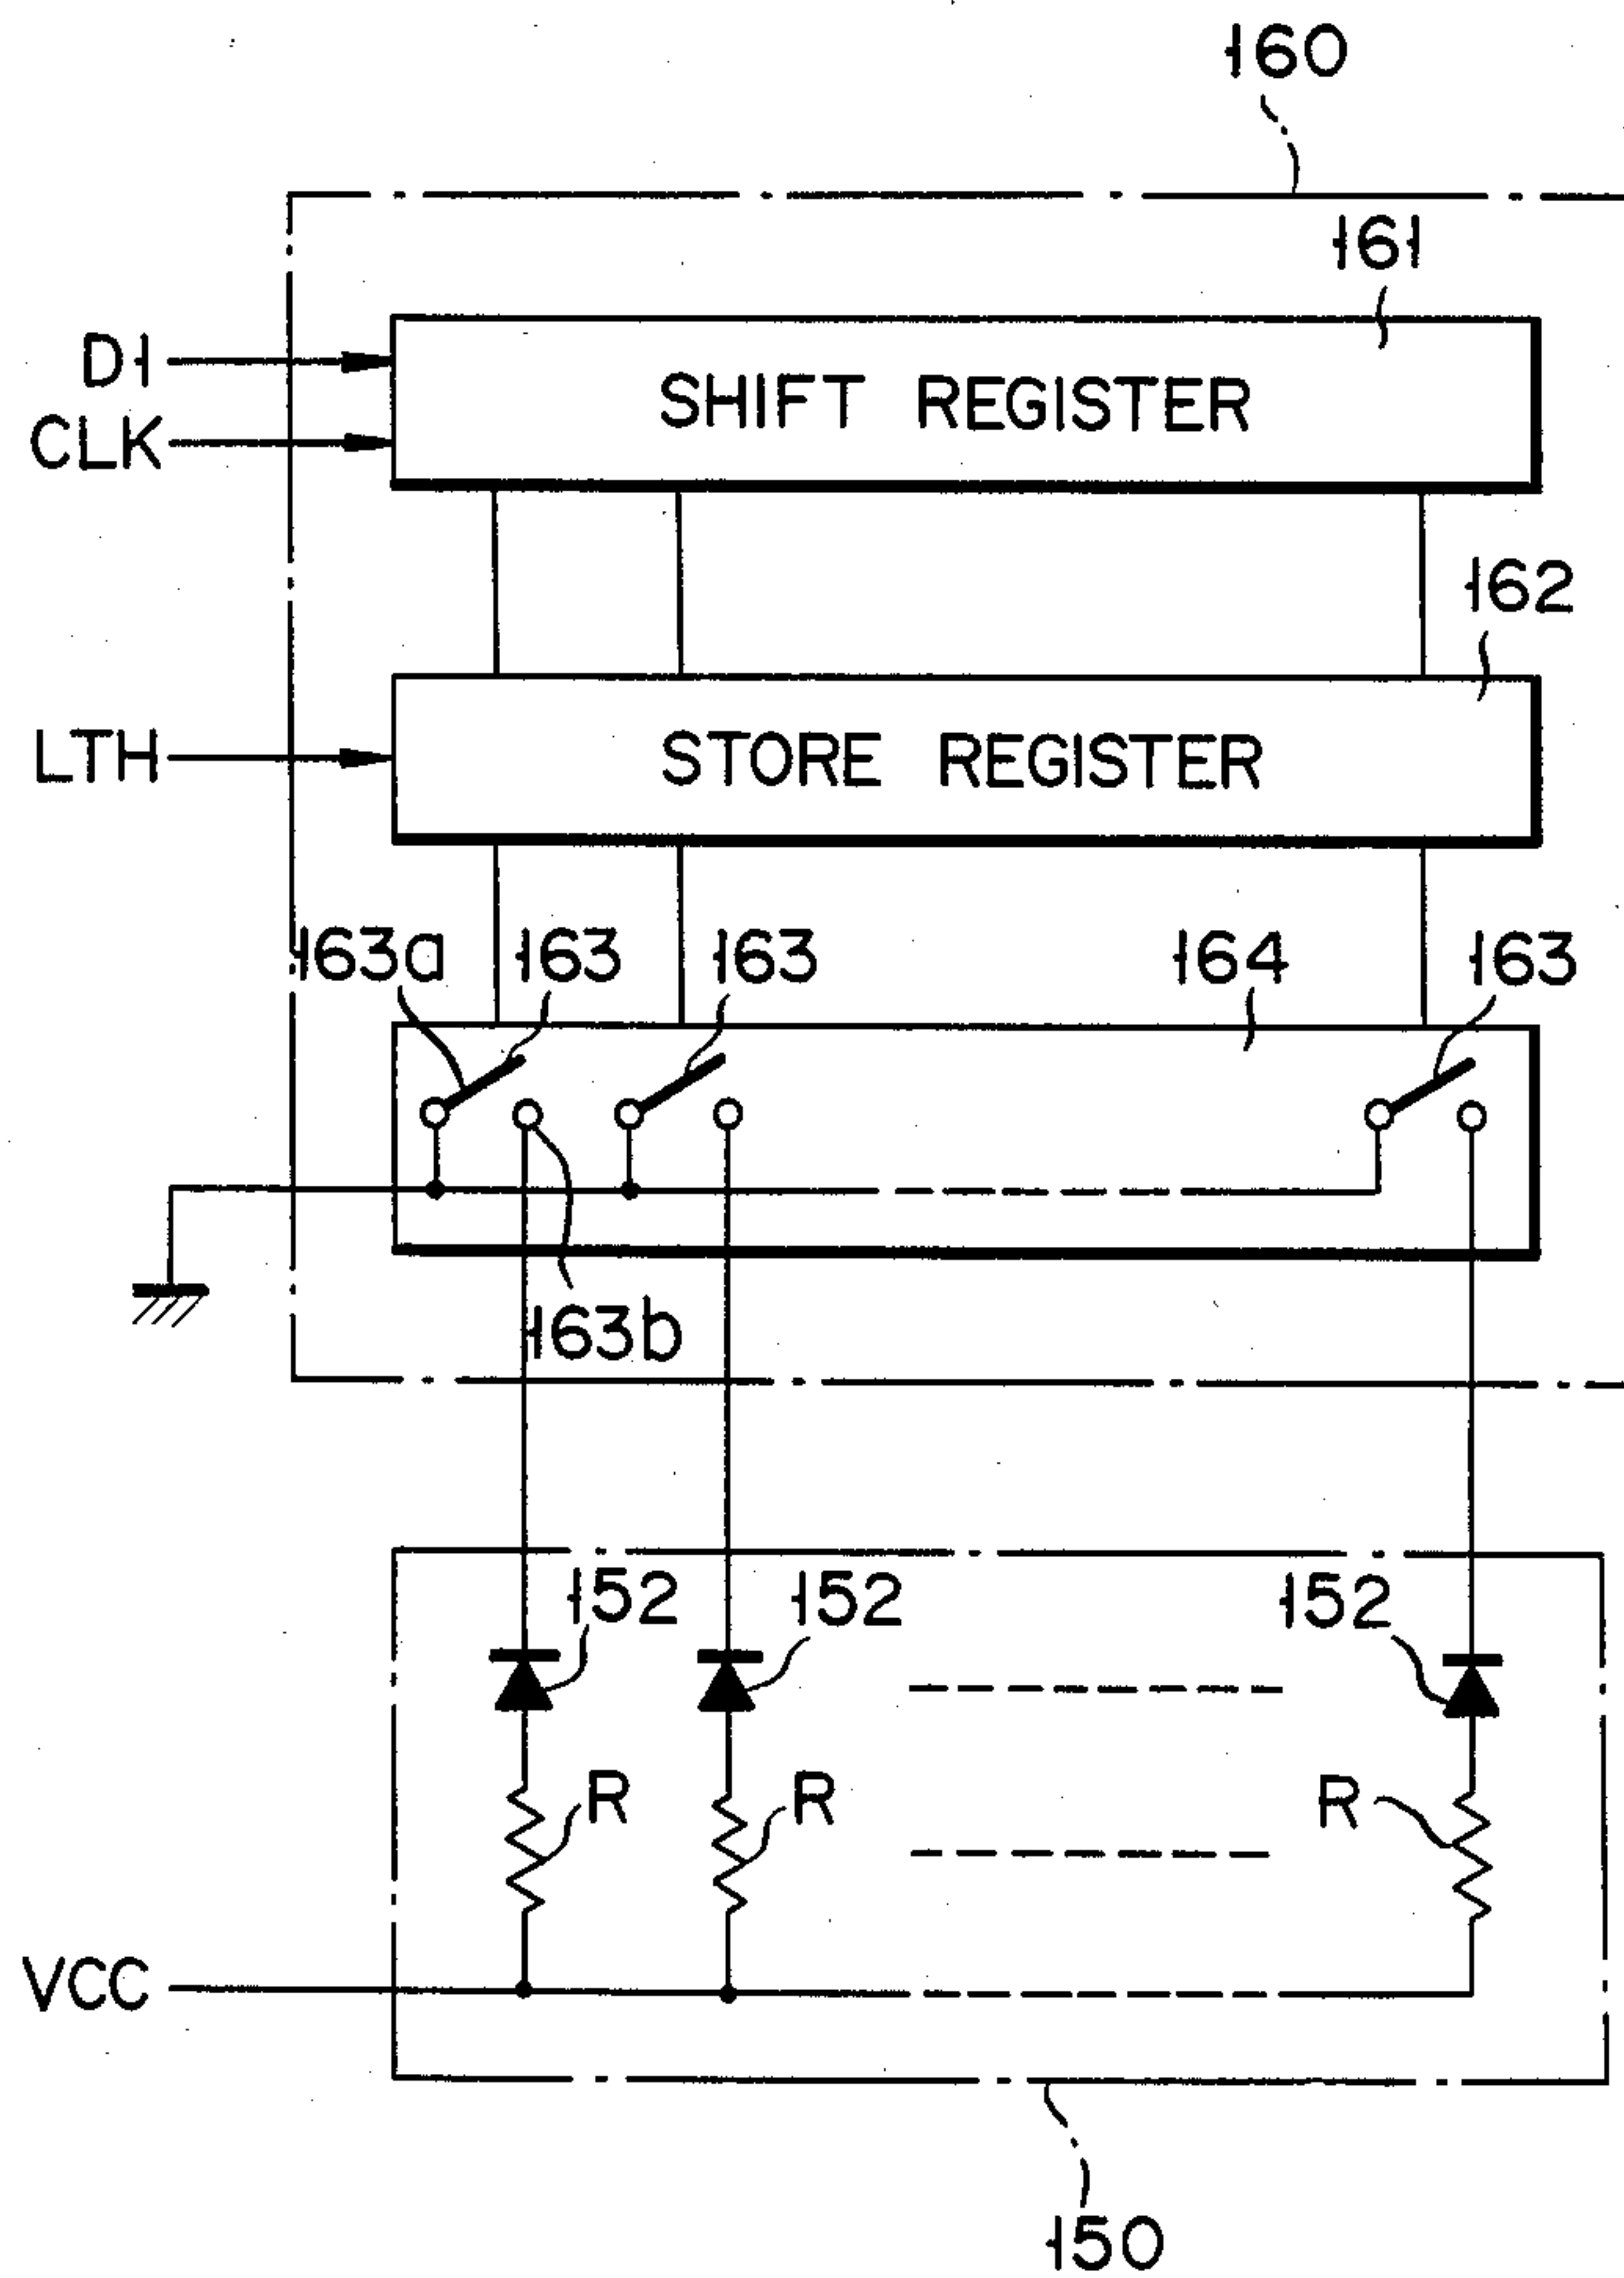 160
161
D1
SHIFT REGISTER
CLK
162
LTH
STORE REGISTER
163a 163 163 164 163
163b
152 152 152
R R R
VCC
150